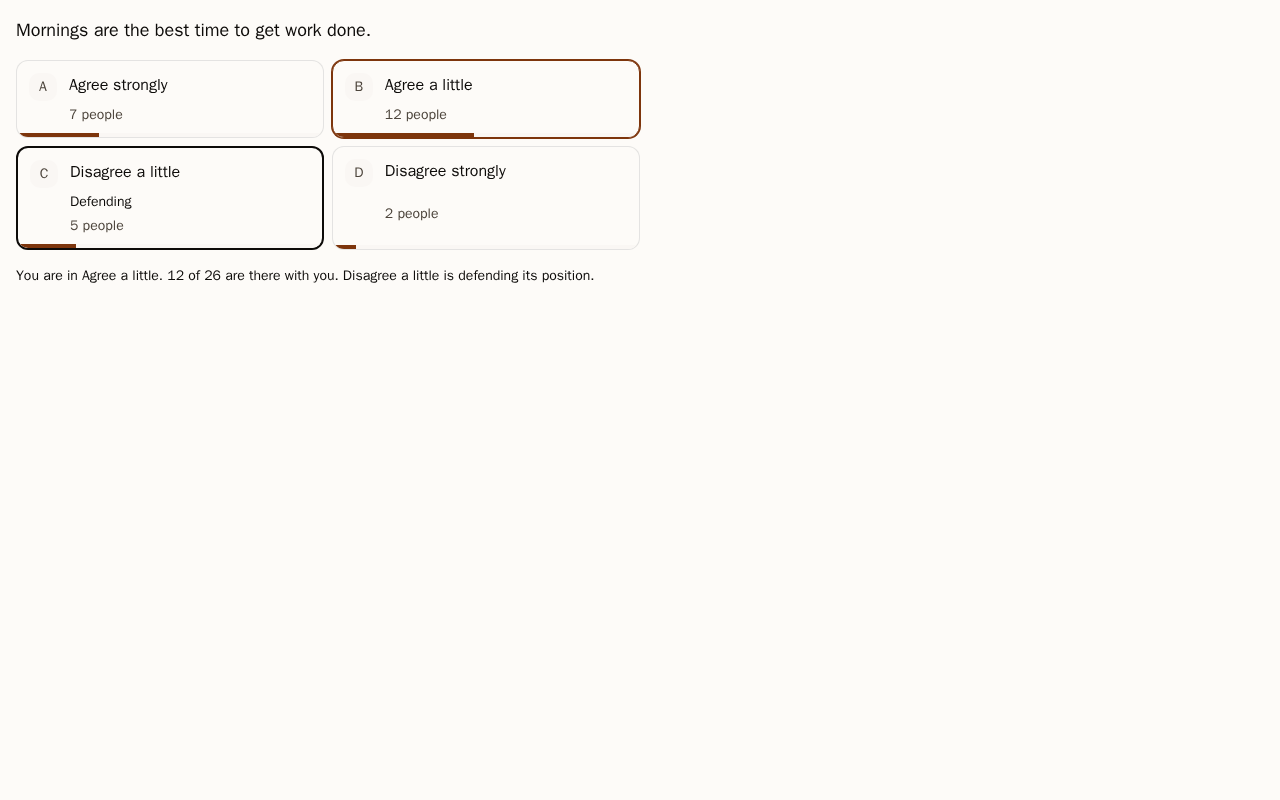 Mornings are the best time to get work done.
A
Agree strongly
7 people
B
Agree a little
12 people
C
Disagree a little
Defending
5 people
D
Disagree strongly
2 people
You are in Agree a little. 12 of 26 are there with you. Disagree a little is defending its position.